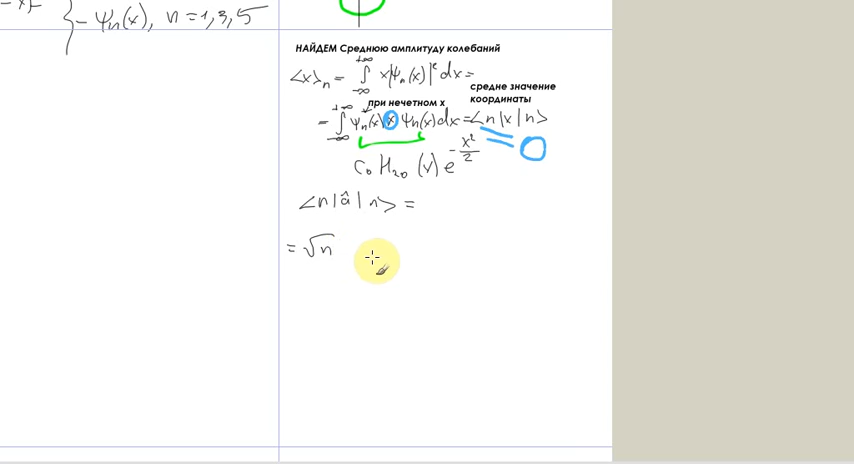 - x)=
- ψn(x), n = 1,3,5
НАЙДЕМ Среднюю амплитуду колебаний
<x>n = ∫ x|ψn(x)|² dx =
средне значение
координаты
при нечетном x
= ∫ ψn*(x) x ψn(x) dx = <n|x|n>
= 0
C₀ H₂₀ (x) e^(-x²/2)
<n|â|n> =
= √n